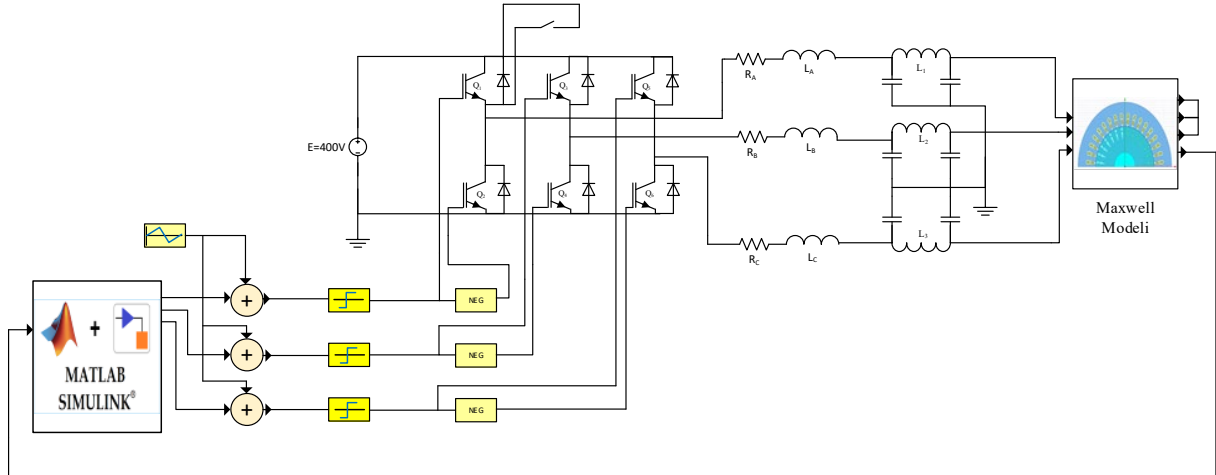 Q1
Q3
Q5
RA
LA
L1
E=400V
RB
LB
L2
Q2
Q4
Q6
Maxwell
Modeli
RC
LC
L3
NEG
+
+
NEG
MATLAB
SIMULINK®
+
NEG
+